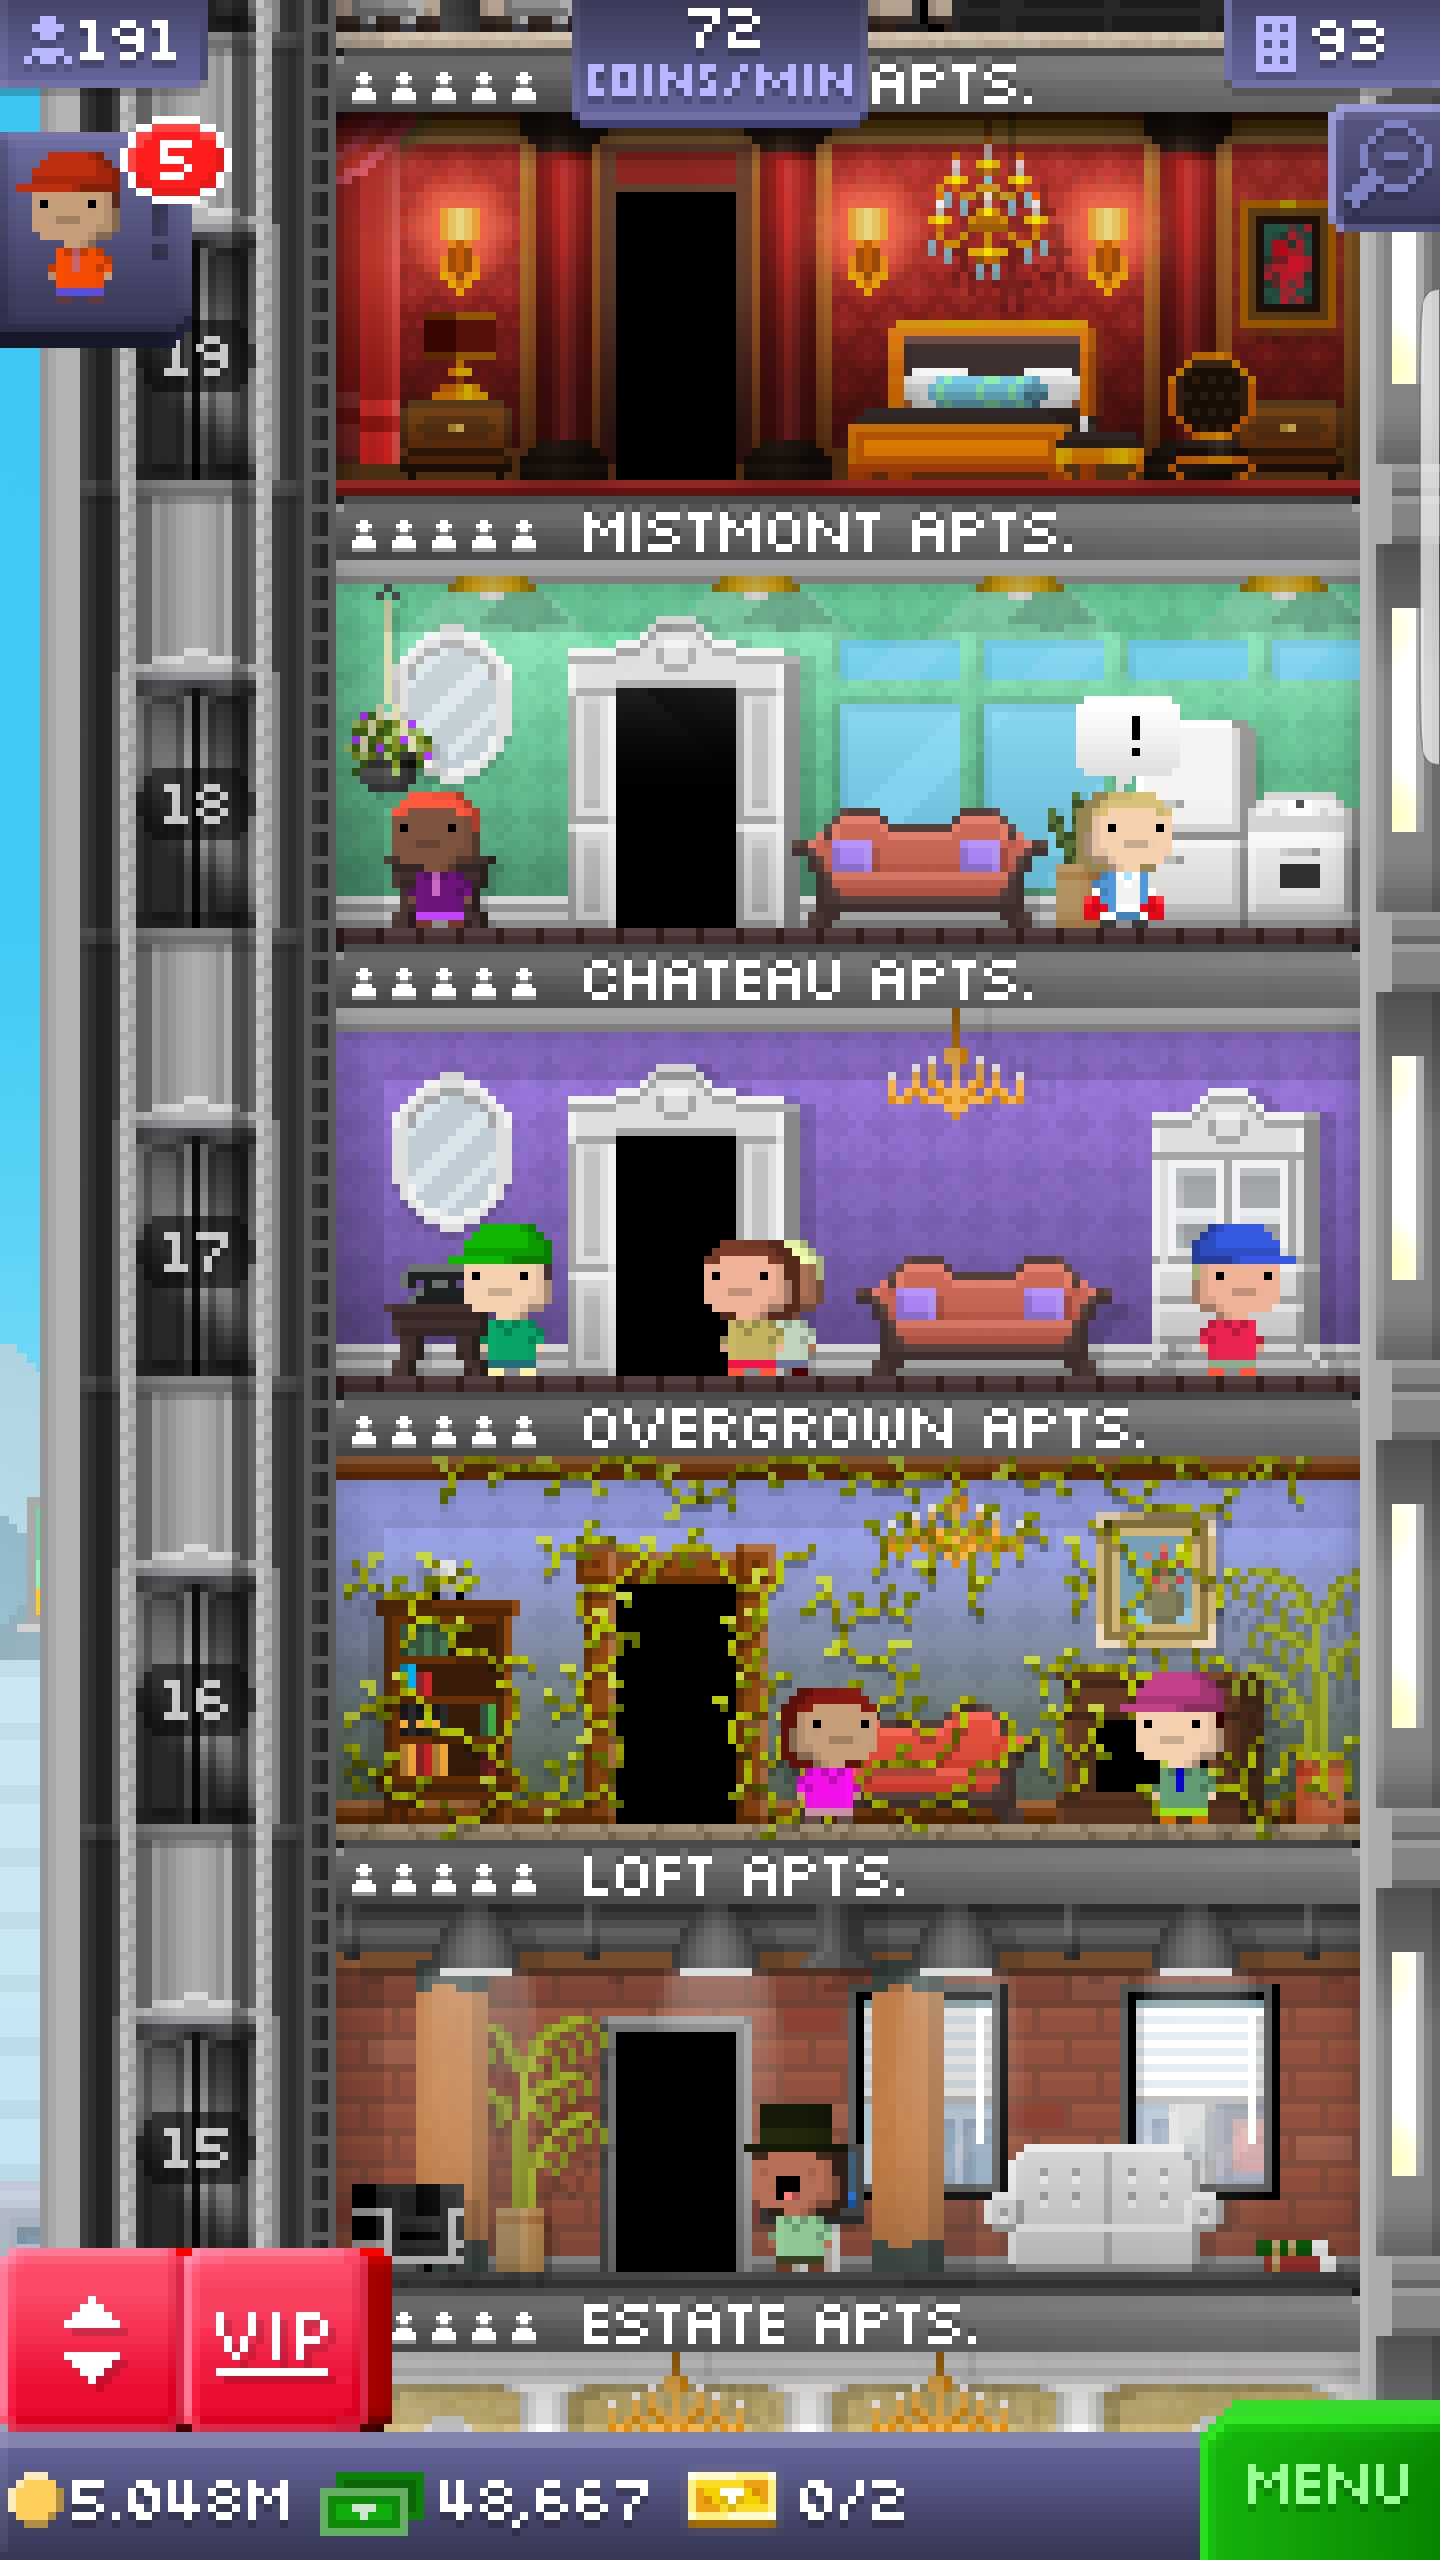 191
72
COINS/MIN
93
APTS.
5
19
MISTMONT APTS.
!
18
CHATEAU APTS.
17
OVERGROWN APTS.
16
LOFT APTS.
15
VIP
ESTATE APTS.
5.048M
48,667
0/2
MENU